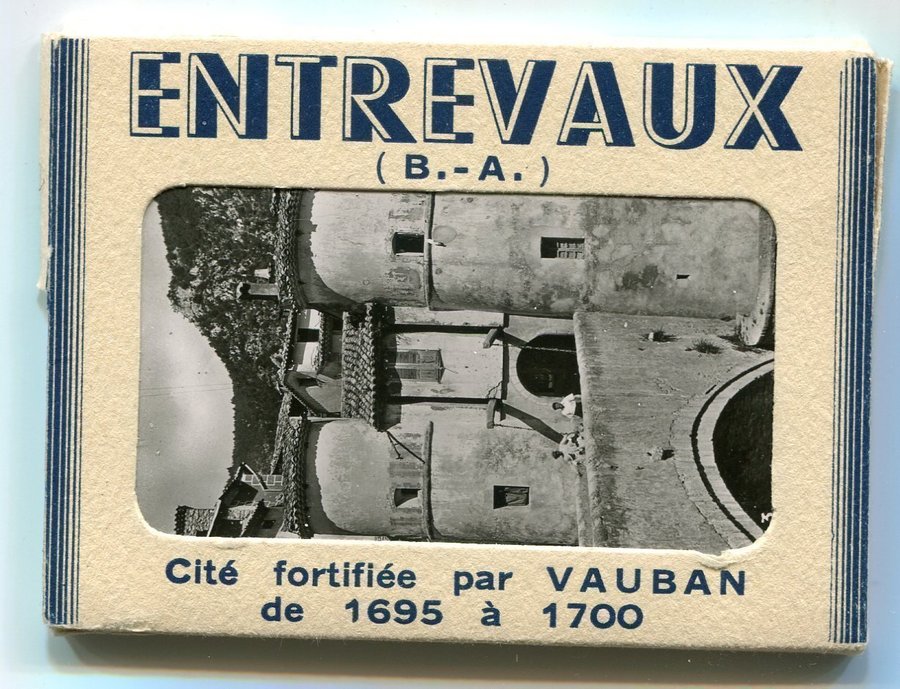 ENTREVAUX
(B.-A.)
Cité fortifiée par VAUBAN
de 1695 à 1700